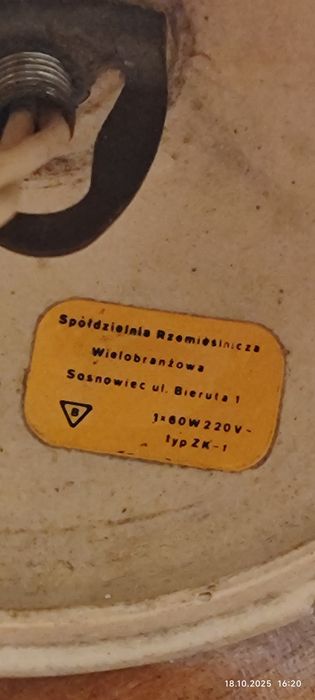 Spółdzielnia Rzemieślnicza
Wielobranżowa
Sosnowiec ul. Bieruta 1
B
1×60W 220V~
typ ZK-1
18.10.2025 16:20